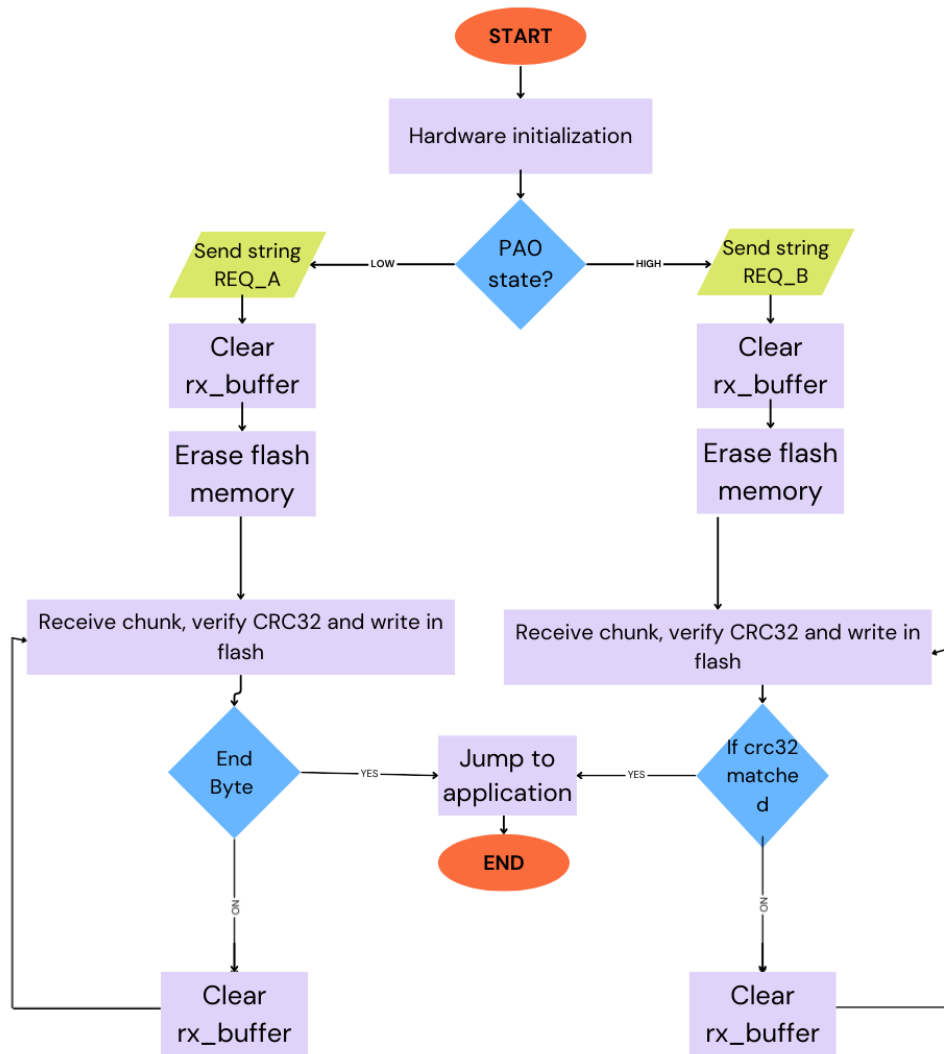 START
Hardware initialization
PA0
state?
LOW
HIGH
Send string
REQ_A
Send string
REQ_B
Clear
rx_buffer
Clear
rx_buffer
Erase flash
memory
Erase flash
memory
Receive chunk, verify CRC32 and write in
flash
Receive chunk, verify CRC32 and write in
flash
End
Byte
YES
Jump to
application
YES
If crc32
matche
d
END
NO
NO
Clear
rx_buffer
Clear
rx_buffer